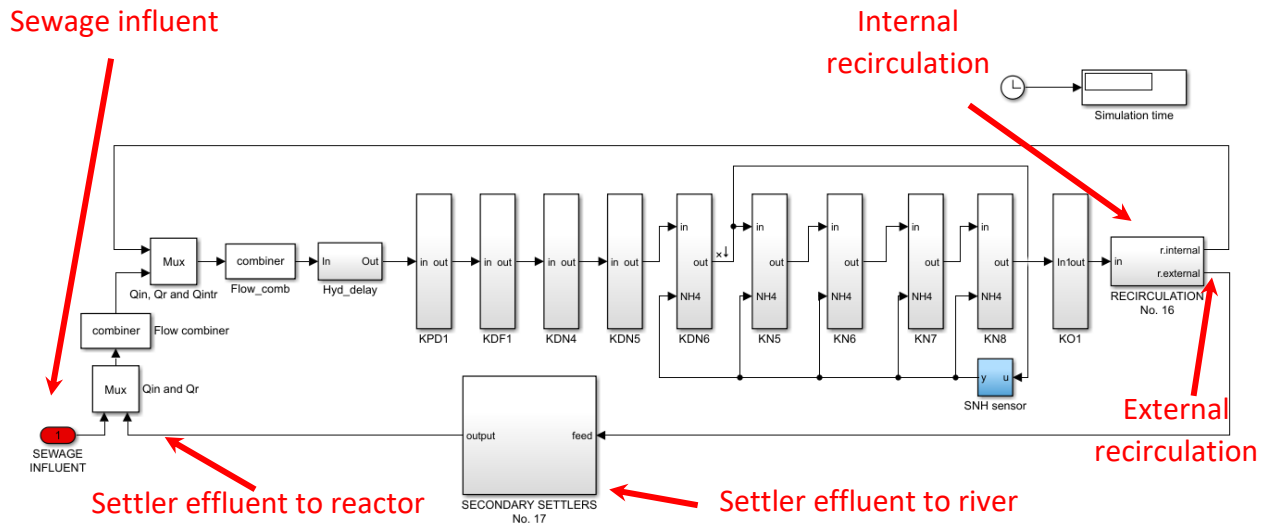 Sewage influent
Internal
recirculation
Simulation time
Mux
Qin, Qr and Qintr
combiner
Flow_comb
In Out
Hyd_delay
in out
KPD1
in out
KDF1
in out
KDN4
in out
KDN5
in
out
NH4
KDN6
in
out
NH4
KN5
in
out
NH4
KN6
in
out
NH4
KN7
in
out
NH4
KN8
In1out
KO1
in
r.internal
r.external
RECIRCULATION
No. 16
combiner
Flow combiner
Mux
Qin and Qr
1
SEWAGE
INFLUENT
y u
SNH sensor
output feed
SECONDARY SETTLERS
No. 17
External
recirculation
Settler effluent to reactor
Settler effluent to river